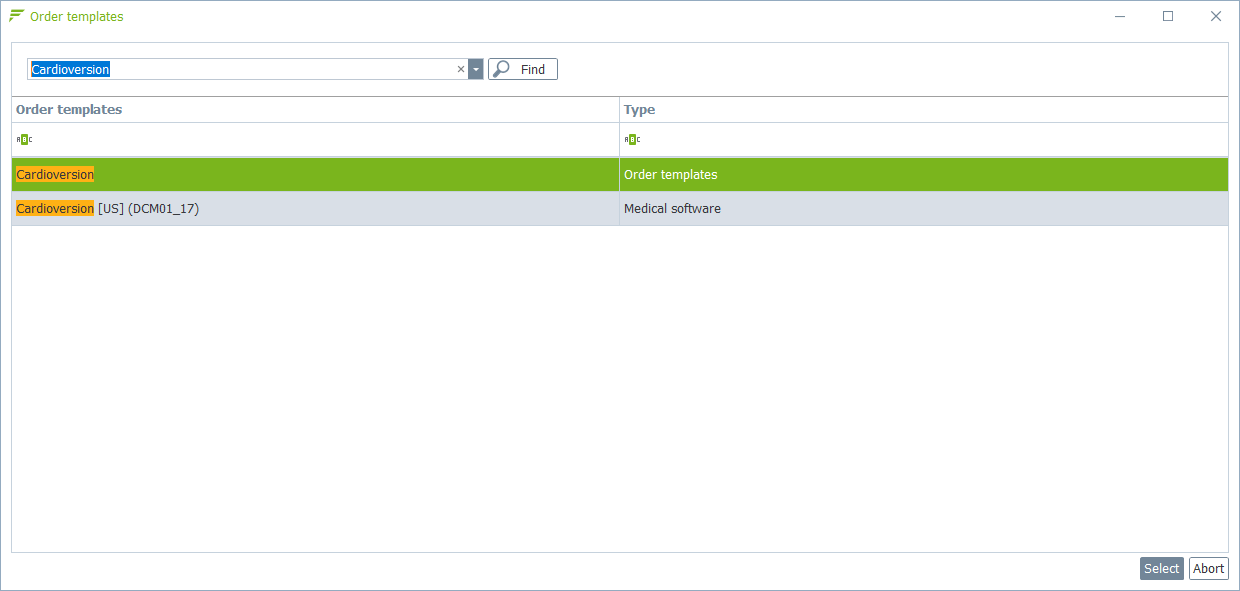 Order templates
Cardioversion
Find
Order templates Type
ABC ABC
Cardioversion Order templates
Cardioversion [US] (DCM01_17) Medical software
Select Abort